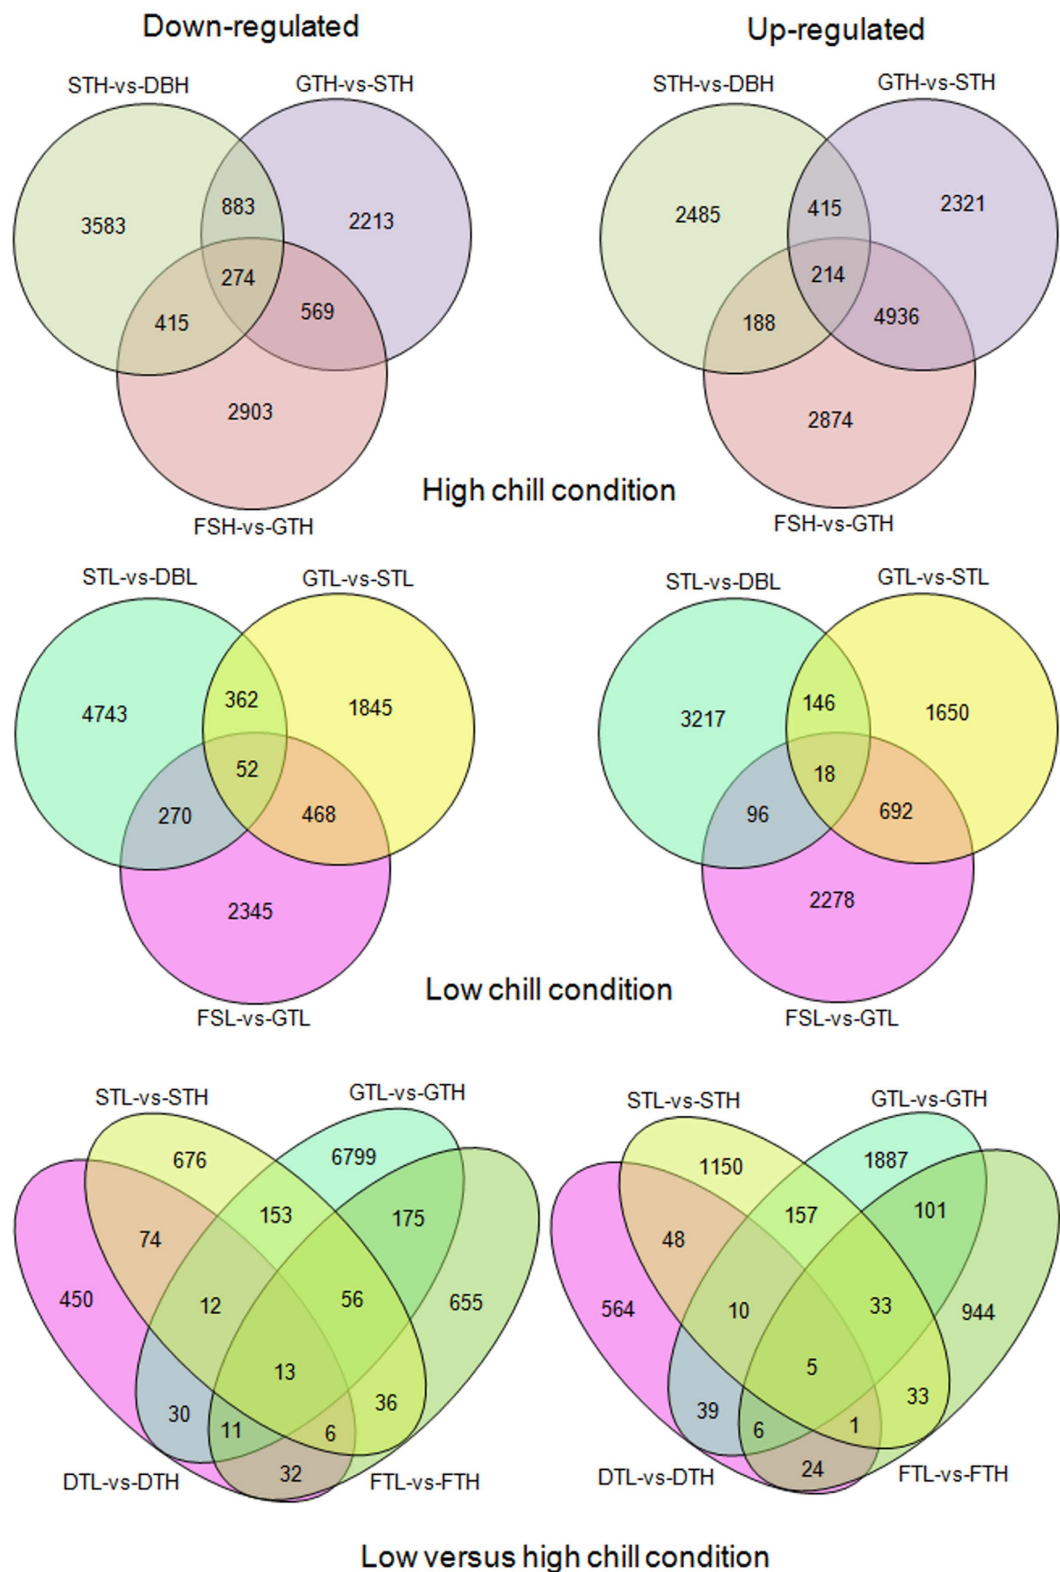 Down-regulated Up-regulated
STH-vs-DBH GTH-vs-STH STH-vs-DBH GTH-vs-STH
3583 883 2213 2485 415 2321
274 214
415 569 188 4936
2903 2874
High chill condition
FSH-vs-GTH FSH-vs-GTH
STL-vs-DBL GTL-vs-STL STL-vs-DBL GTL-vs-STL
4743 362 1845 3217 146 1650
52 18
270 468 96 692
2345 2278
Low chill condition
FSL-vs-GTL FSL-vs-GTL
STL-vs-STH GTL-vs-GTH STL-vs-STH GTL-vs-GTH
676 6799 1150 1887
74 153 175 48 157 101
450 12 56 655 564 10 33 944
13 5
30 11 6 36 39 6 1 33
32 24
DTL-vs-DTH FTL-vs-FTH DTL-vs-DTH FTL-vs-FTH
Low versus high chill condition